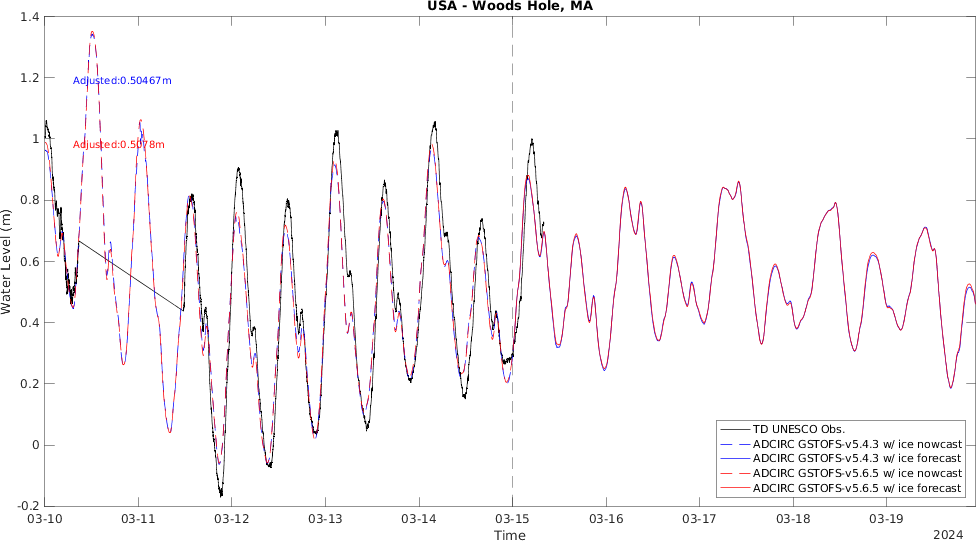 USA - Woods Hole, MA
1.4
1.2
1
0.8
0.6
0.4
0.2
0
-0.2
Water Level (m)
Adjusted:0.50467m
Adjusted:0.5078m
TD UNESCO Obs.
ADCIRC GSTOFS-v5.4.3 w/ ice nowcast
ADCIRC GSTOFS-v5.4.3 w/ ice forecast
ADCIRC GSTOFS-v5.6.5 w/ ice nowcast
ADCIRC GSTOFS-v5.6.5 w/ ice forecast
03-10 03-11 03-12 03-13 03-14 03-15 03-16 03-17 03-18 03-19
Time
2024